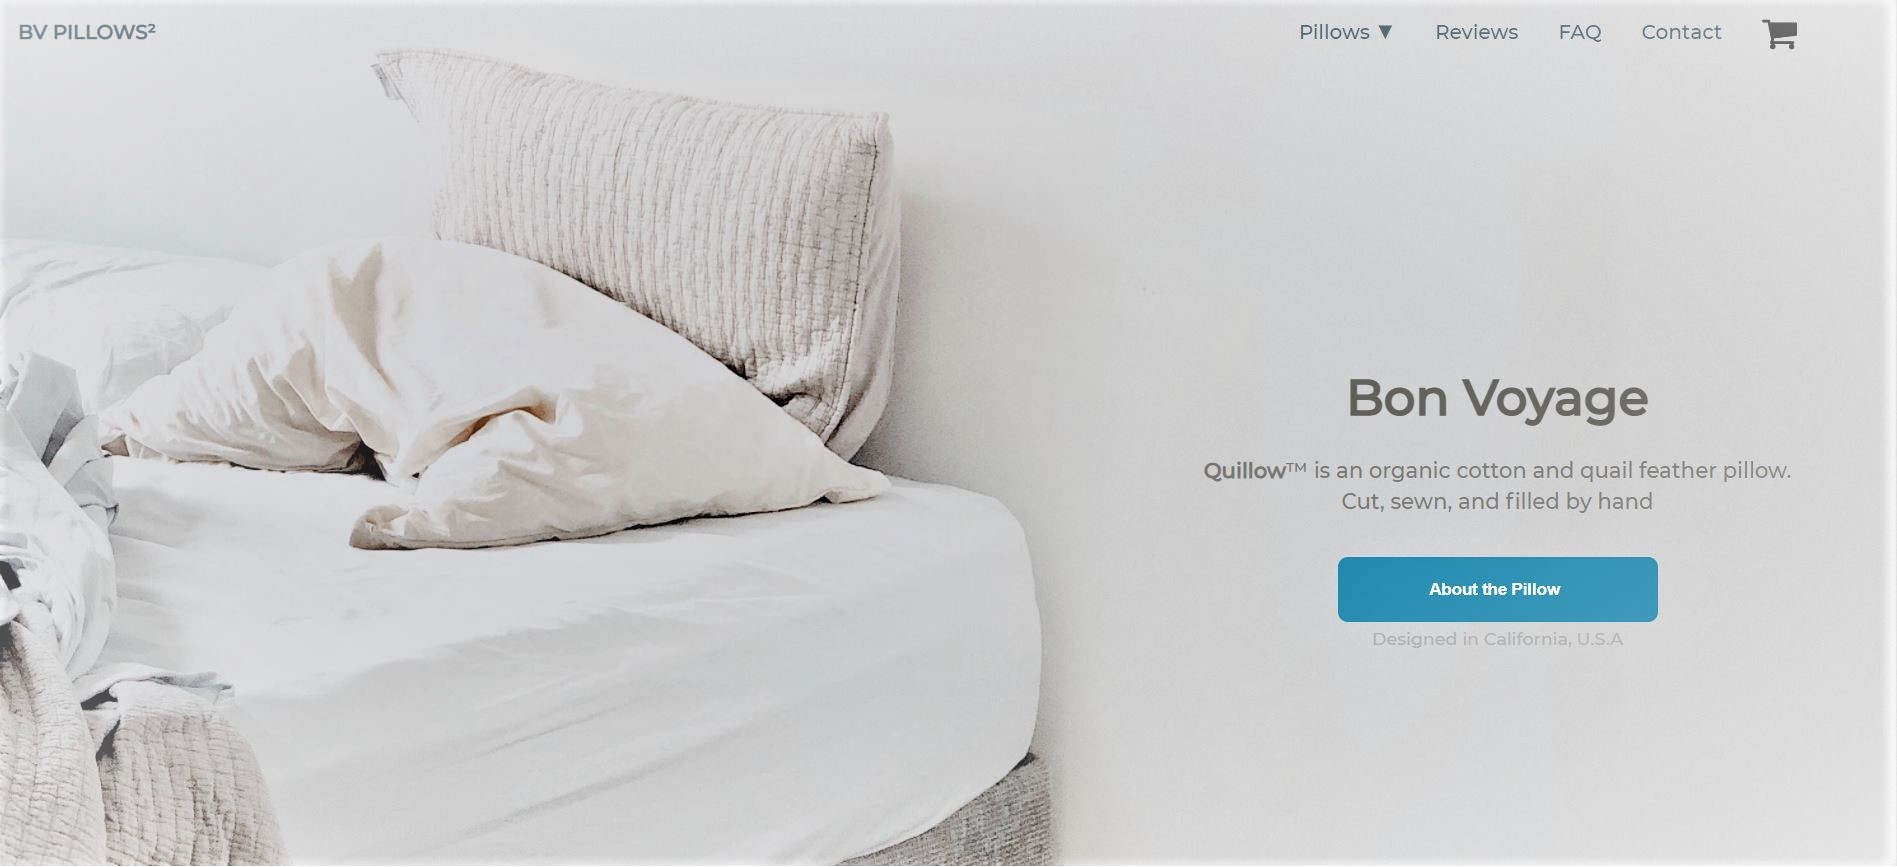 BV PILLOWS²
Pillows ▼ Reviews FAQ Contact
Bon Voyage
Quillow™ is an organic cotton and quail feather pillow.
Cut, sewn, and filled by hand
About the Pillow
Designed in California, U.S.A